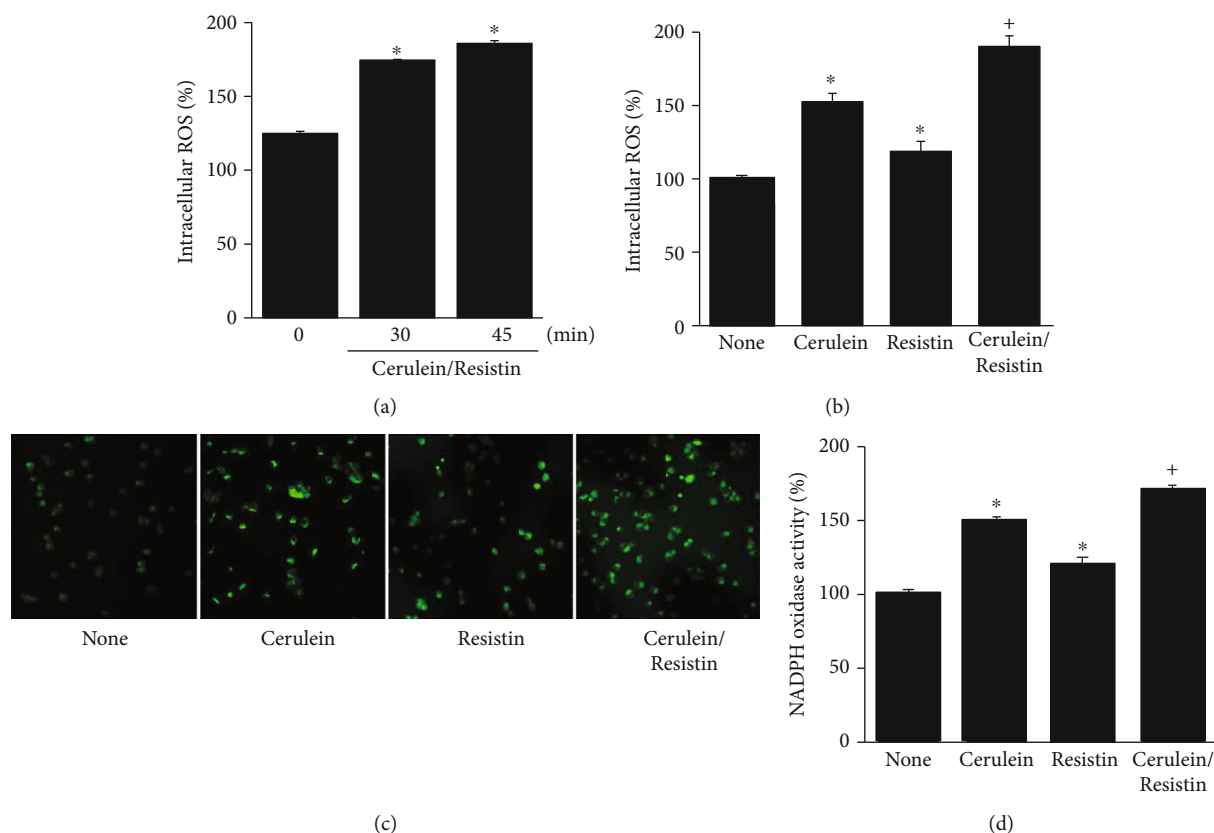 200
150
100
50
0
Intracellular ROS (%)
*
*
0 30 45 (min)
Cerulein/Resistin
(a)
200
150
100
50
0
Intracellular ROS (%)
*
*
+
None Cerulein Resistin Cerulein/
Resistin
(b)
None Cerulein Resistin Cerulein/
Resistin
(c)
200
150
100
50
0
NADPH oxidase activity (%)
*
*
+
None Cerulein Resistin Cerulein/
Resistin
(d)